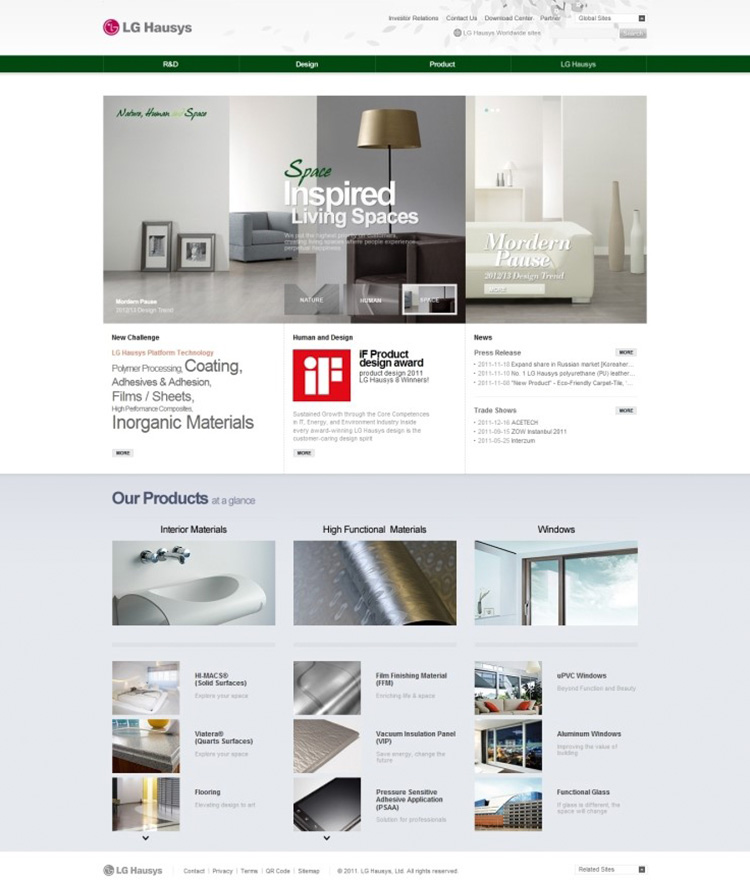 LG Hausys
Investor Relations Contact Us Download Center Partner Global Sites
LG Hausys Worldwide sites Search
R&D Design Product LG Hausys
Nature, Human and Space
Space
Inspired
Living Spaces
We put the highest priority on customers,
creating living spaces where people experience
perpetual happiness.
Mordern Pause
2012/13 Design Trend
NATURE HUMAN SPACE
Mordern
Pause
2012/13 Design Trend
MORE
New Challenge
LG Hausys Platform Technology
Polymer Processing, Coating,
Adhesives & Adhesion,
Films / Sheets,
High Performance Composites,
Inorganic Materials
MORE
Human and Design
iF
iF Product
design award
product design 2011
LG Hausys 8 Winners!
Sustained Growth through the Core Competences
in IT, Energy, and Environment Industry Inside
every award-winning LG Hausys design is the
customer-caring design spirit
MORE
News
Press Release MORE
2011-11-10 Expand share in Russian market [Koreaher...
2011-11-10 No. 1 LG Hausys polyurethane (PU) leather...
"New Product" - Eco-Friendly Carpet-Tile, '...
Trade Shows MORE
2011-12-16 ACETECH
2011-09-15 ZOW Instanbul 2011
2011-05-25 Interzum
Our Products at a glance
Interior Materials
High Functional Materials
Windows
HI-MACS®
(Solid Surfaces)
Explore your space
Film Finishing Material
(FFM)
Enriching life & space
uPVC Windows
Beyond Function and Beauty
Viatera®
(Quarts Surfaces)
Explore your space
Vacuum Insulation Panel
(VIP)
Save energy, change the
future
Aluminum Windows
Improving the value of
building
Flooring
Elevating design to art
Pressure Sensitive
Adhesive Application
(PSAA)
Solution for professionals
Functional Glass
If glass is different, the
space will change
LG Hausys Contact | Privacy | Terms | QR Code | Sitemap © 2011. LG Hausys, Ltd. All rights reserved. Related Sites